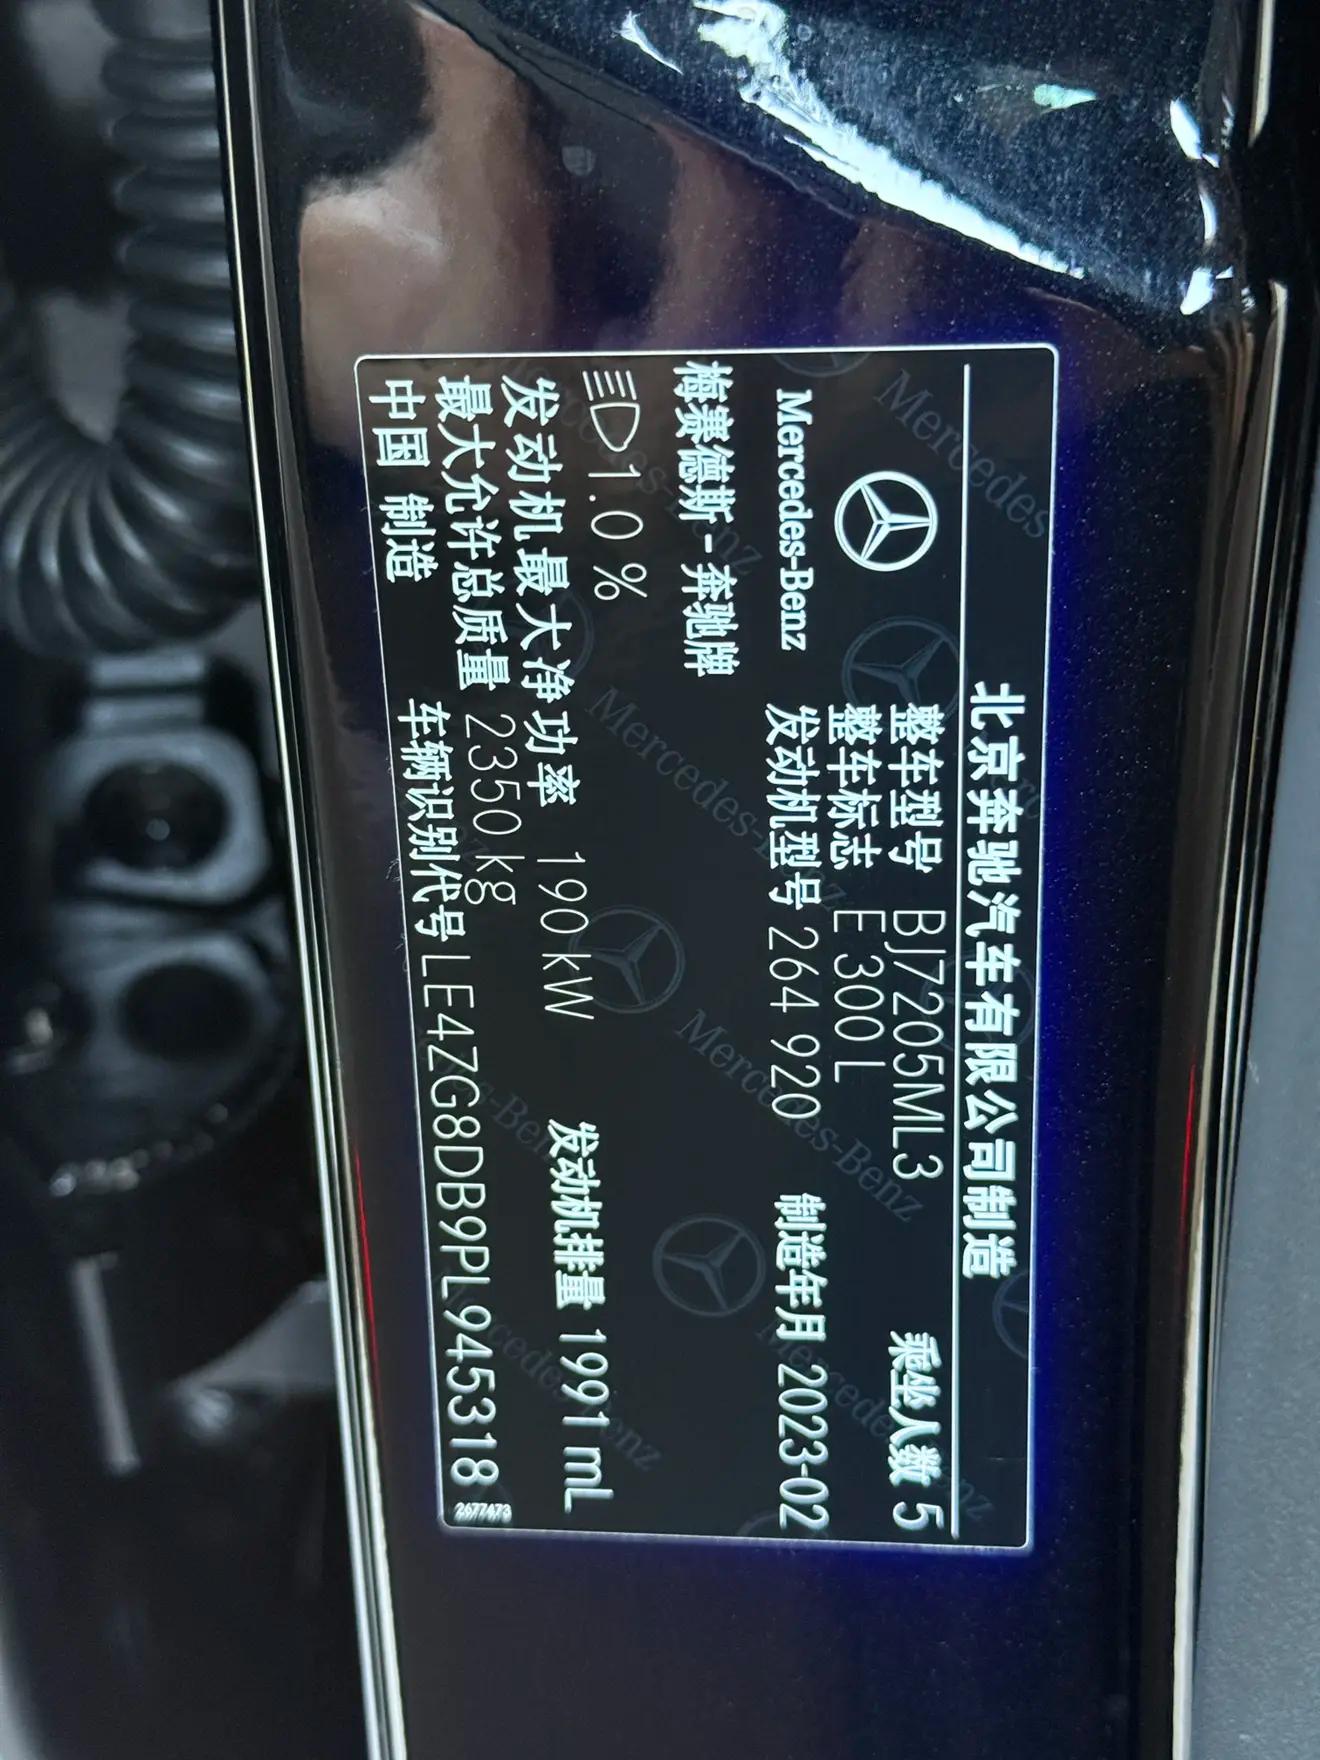 北京奔驰汽车有限公司制造
整车型号 BJ7205ML3 乘坐人数 5
整车标志 E 300 L
Mercedes-Benz 发动机型号 264 920 制造年月 2023-02
梅赛德斯-奔驰牌
1.0 %
发动机最大净功率 190 kW 发动机排量 1991 mL
最大允许总质量 2350 kg
中国 制造 车辆识别代号 LE4ZG8DB9PL945318 2677473